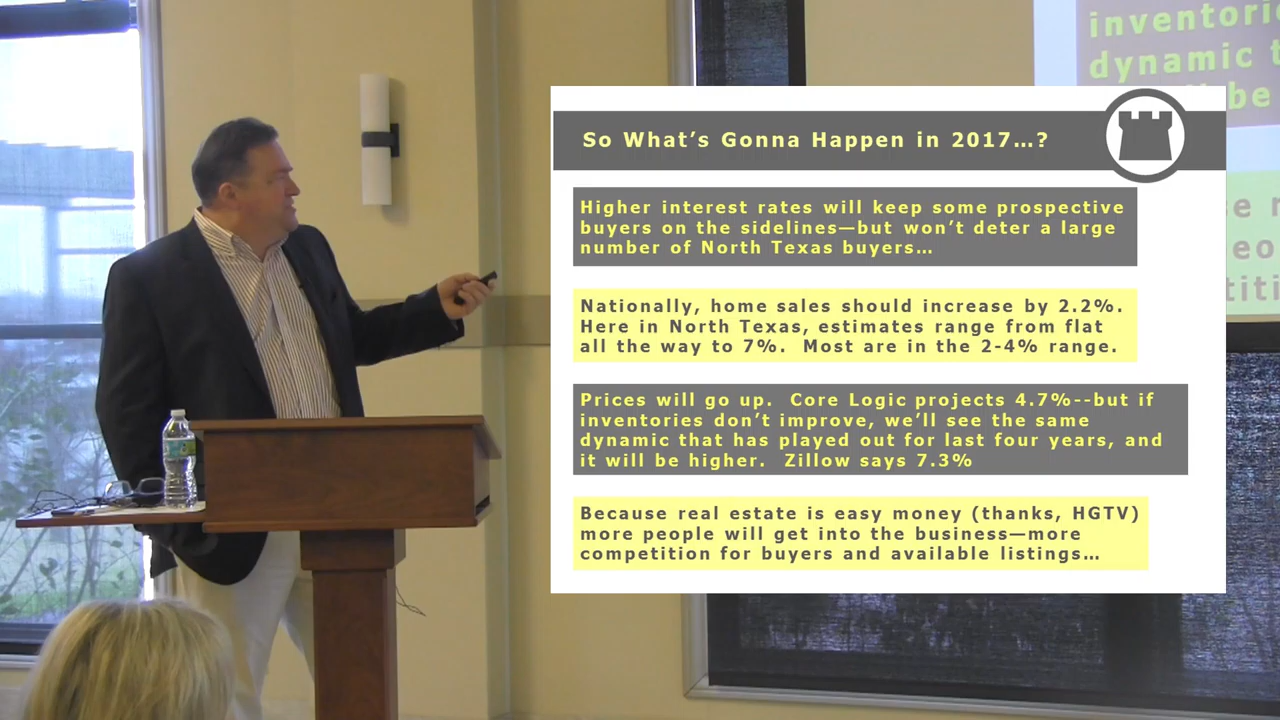 So What's Gonna Happen in 2017...?
Higher interest rates will keep some prospective
buyers on the sidelines—but won't deter a large
number of North Texas buyers...
Nationally, home sales should increase by 2.2%.
Here in North Texas, estimates range from flat
all the way to 7%.  Most are in the 2-4% range.
Prices will go up.  Core Logic projects 4.7%--but if
inventories don't improve, we'll see the same
dynamic that has played out for last four years, and
it will be higher.  Zillow says 7.3%
Because real estate is easy money (thanks, HGTV)
more people will get into the business—more
competition for buyers and available listings...
inventori
dynamic t
be